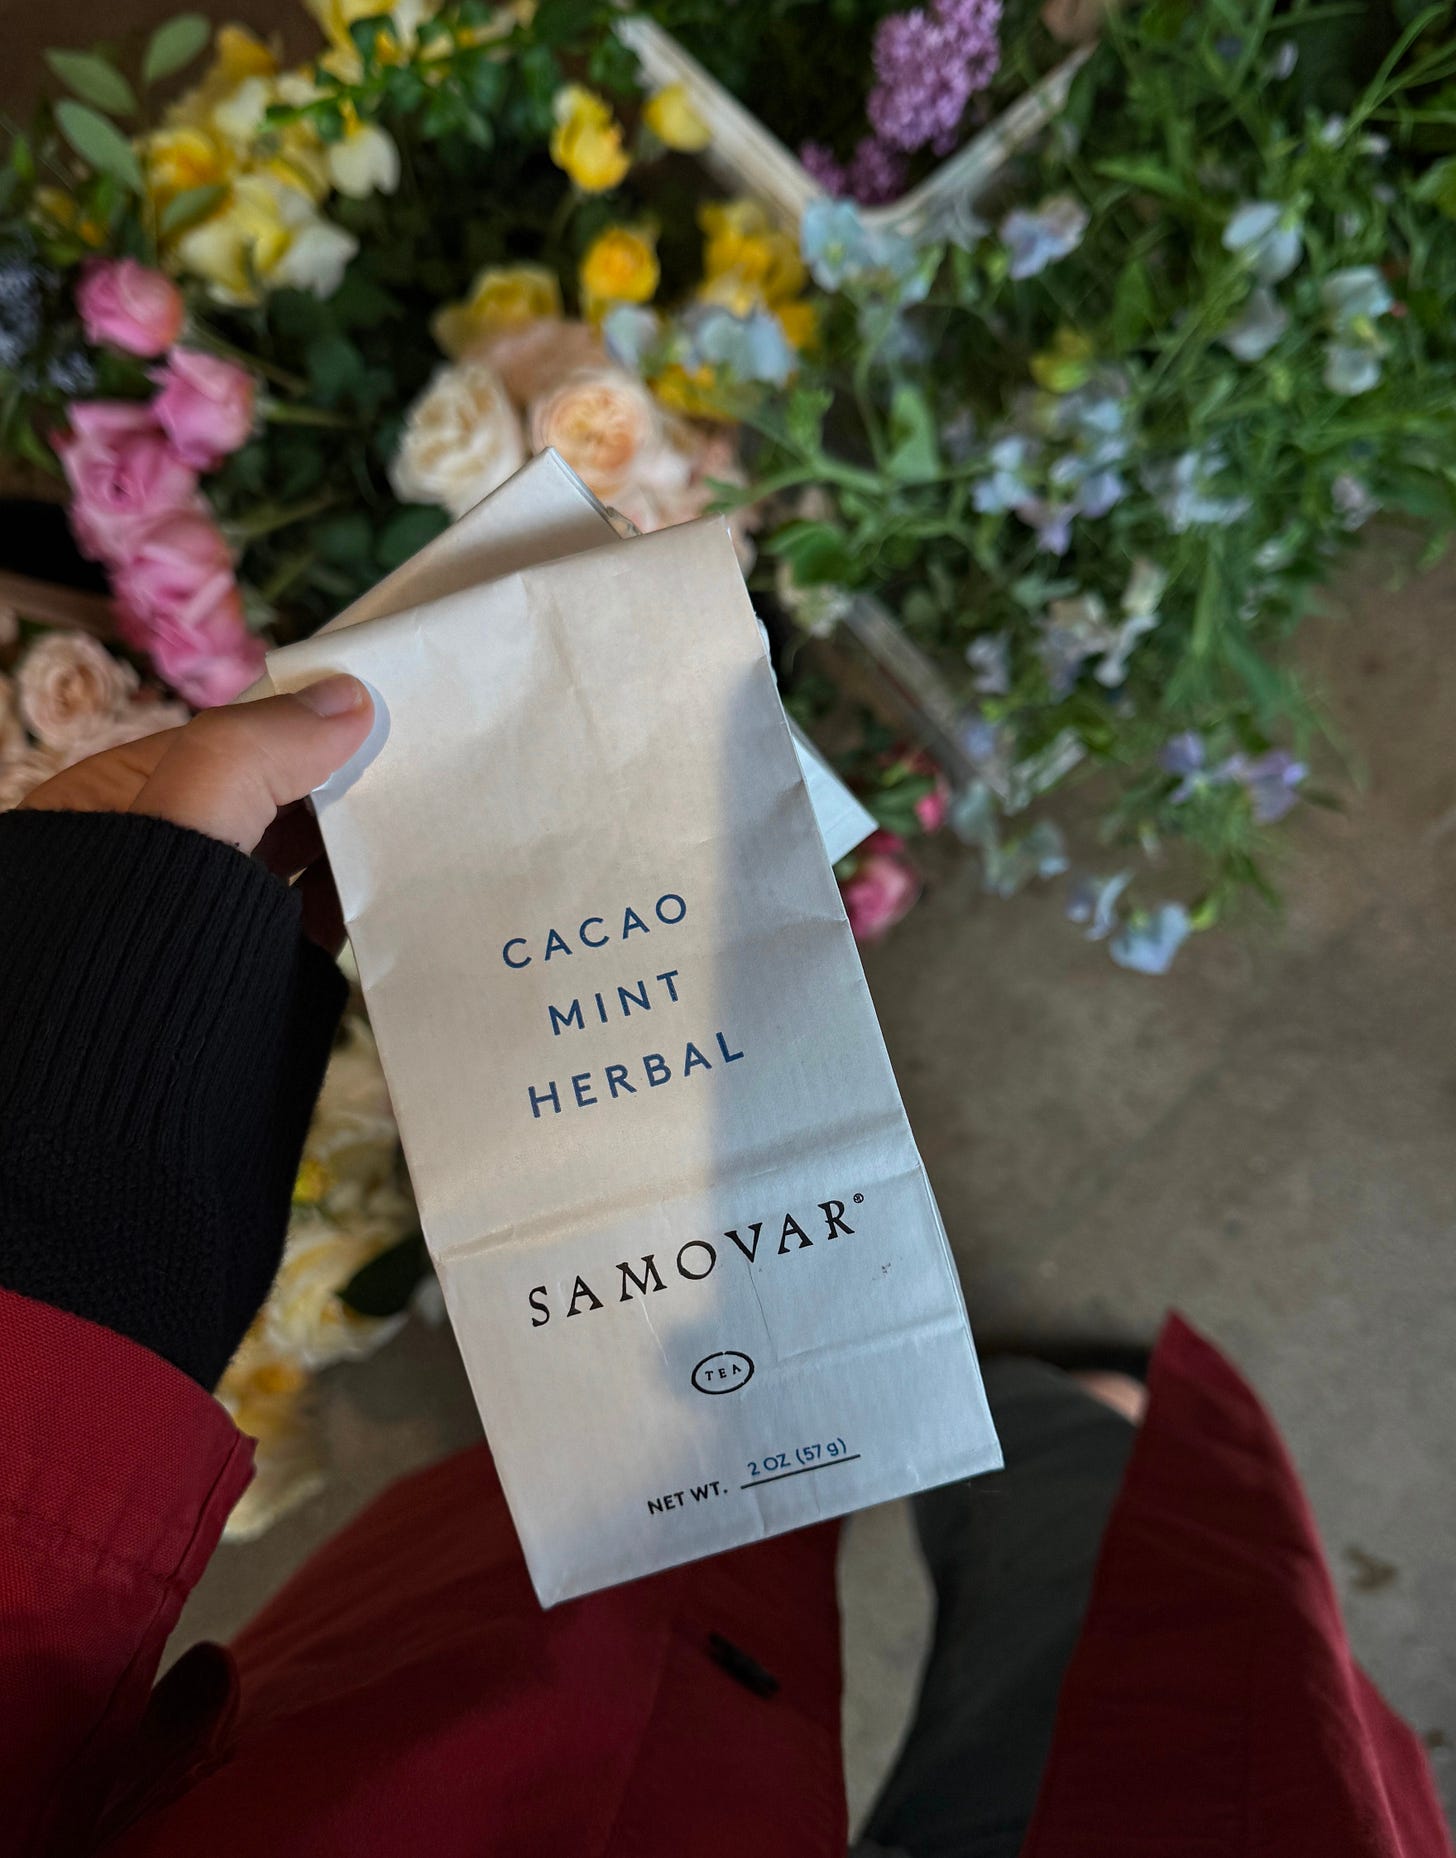 CACAO
MINT
HERBAL
SAMOVAR®
TEA
NET WT. 2 OZ (57 g)